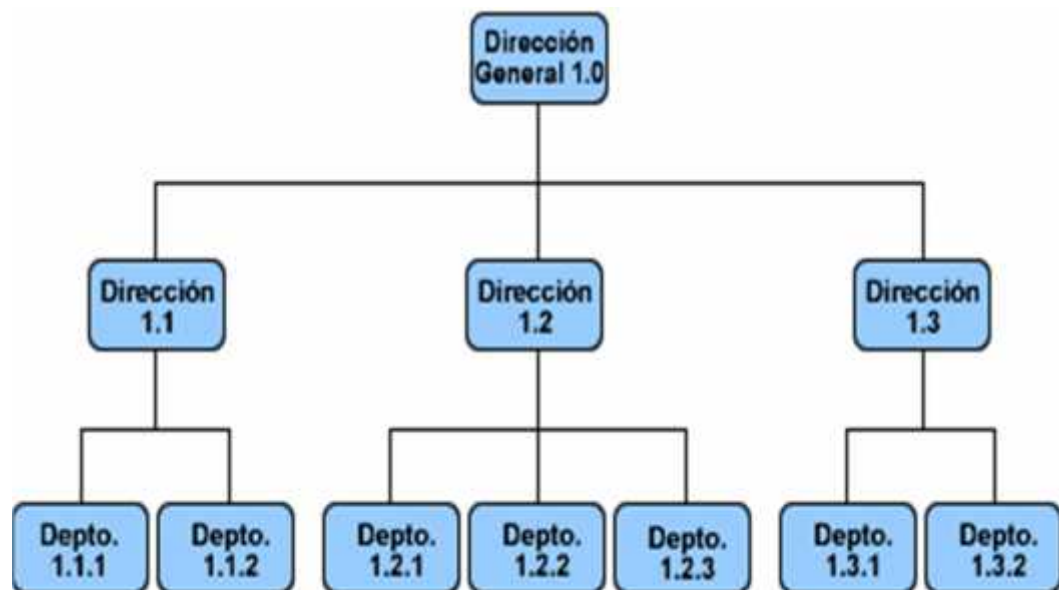 Dirección
General 1.0
Dirección
1.1
Dirección
1.2
Dirección
1.3
Depto.
1.1.1
Depto.
1.1.2
Depto.
1.2.1
Depto.
1.2.2
Depto.
1.2.3
Depto.
1.3.1
Depto.
1.3.2